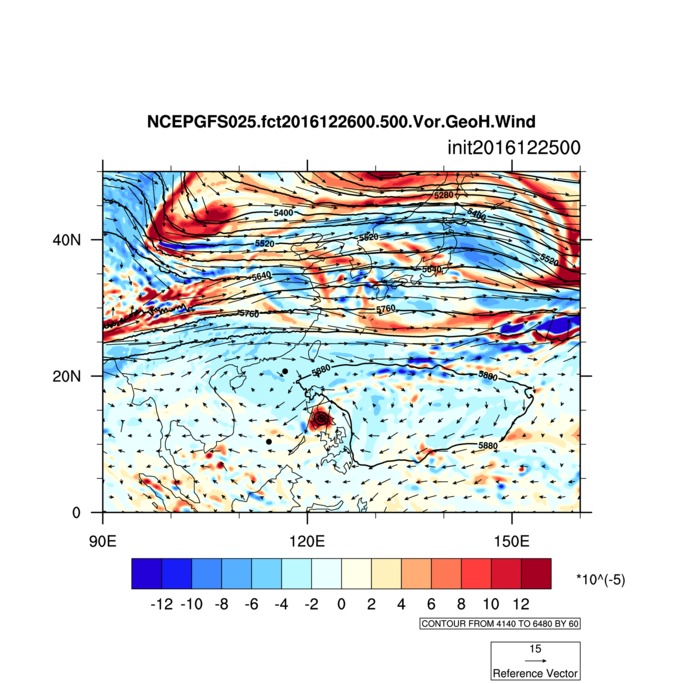 NCEPGFS025.fct2016122600.500.Vor.GeoH.Wind
init2016122500
5280
5400
5400
40N
5520
5520
5520
5640
5640
5760
5760
20N
5880
5880
5880
0
90E 120E 150E
-12 -10 -8 -6 -4 -2 0 2 4 6 8 10 12
*10^(-5)
CONTOUR FROM 4140 TO 6480 BY 60
15
Reference Vector